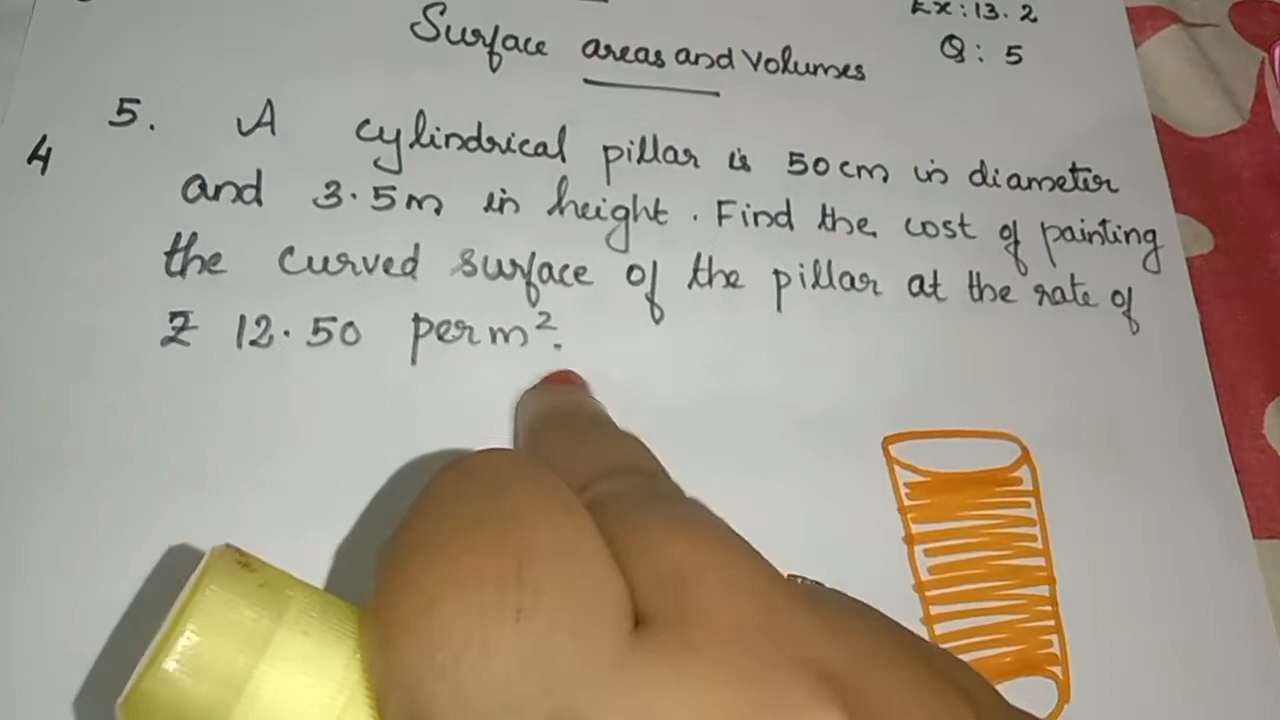 Ex: 13.2
Surface areas and Volumes
Q: 5
5. A cylindrical pillar is 50 cm in diameter
4
and 3.5m in height. Find the cost of painting
the curved surface of the pillar at the rate of
₹ 12.50 per m².